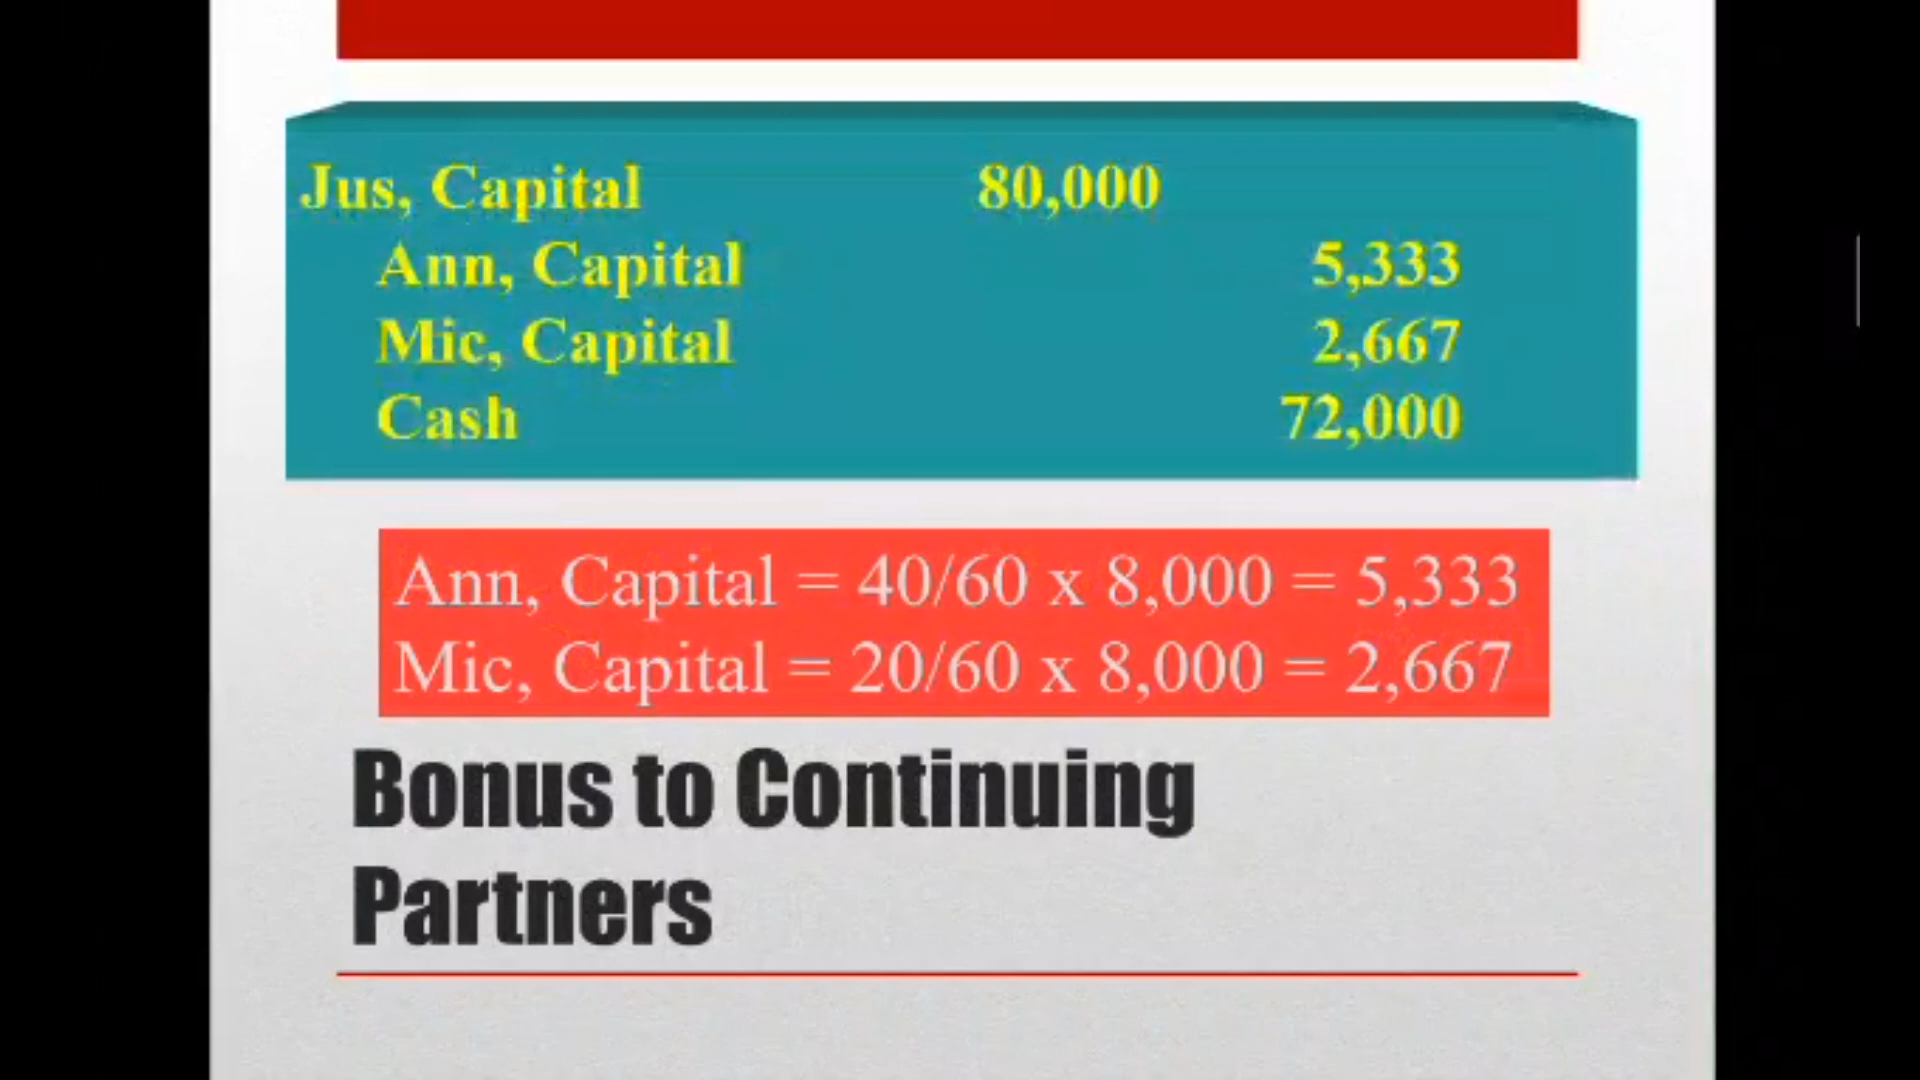 Jus, Capital 80,000
Ann, Capital 5,333
Mic, Capital 2,667
Cash 72,000
Ann, Capital = 40/60 x 8,000 = 5,333
Mic, Capital = 20/60 x 8,000 = 2,667
Bonus to Continuing
Partners